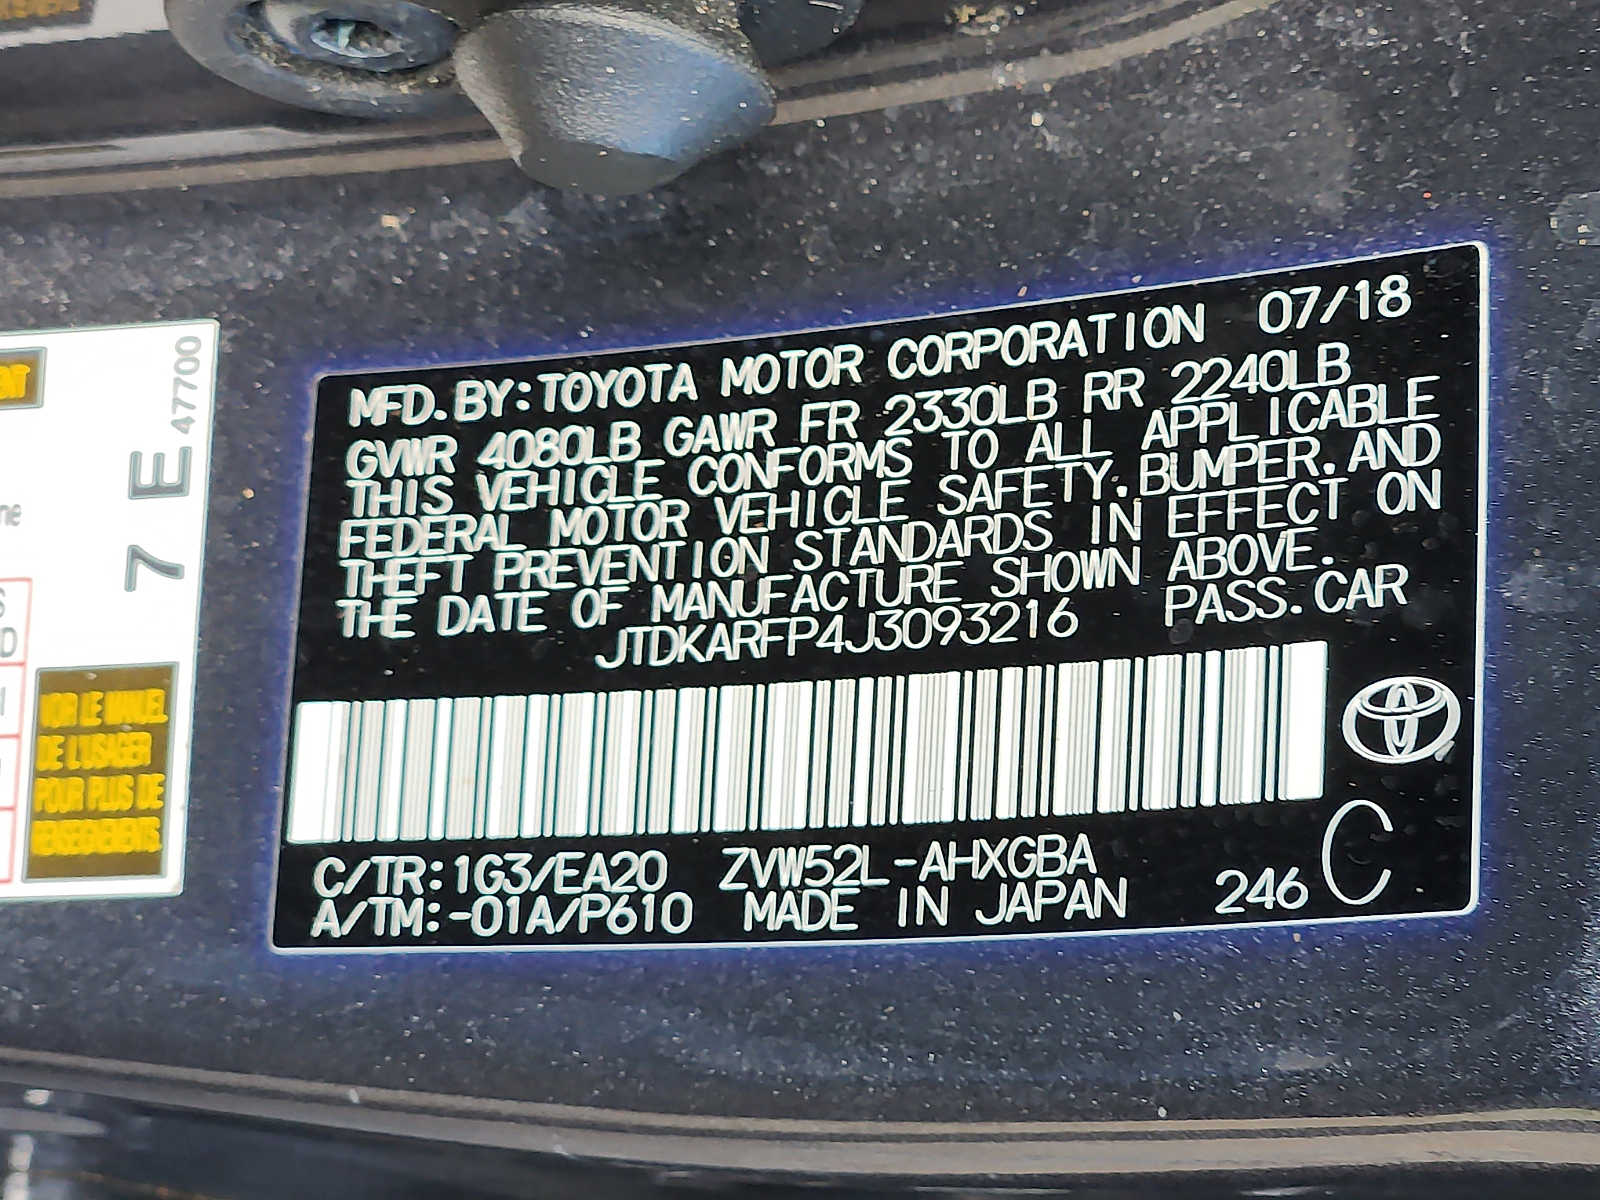 MFD. BY: TOYOTA MOTOR CORPORATION 07/18
GVWR 4080LB GAWR FR 2330LB RR 2240LB
THIS VEHICLE CONFORMS TO ALL APPLICABLE
FEDERAL MOTOR VEHICLE SAFETY, BUMPER, AND
THEFT PREVENTION STANDARDS IN EFFECT ON
THE DATE OF MANUFACTURE SHOWN ABOVE.
JTDKARFP4J3093216 PASS. CAR
C/TR: 1G3/EA20 ZVW52L-AHXGBA
A/TM: -01A/P610 MADE IN JAPAN 246 C
7 E 47700
VOIR LE MANUEL
DE L'USAGER
POUR PLUS DE
RENSEIGNEMENTS